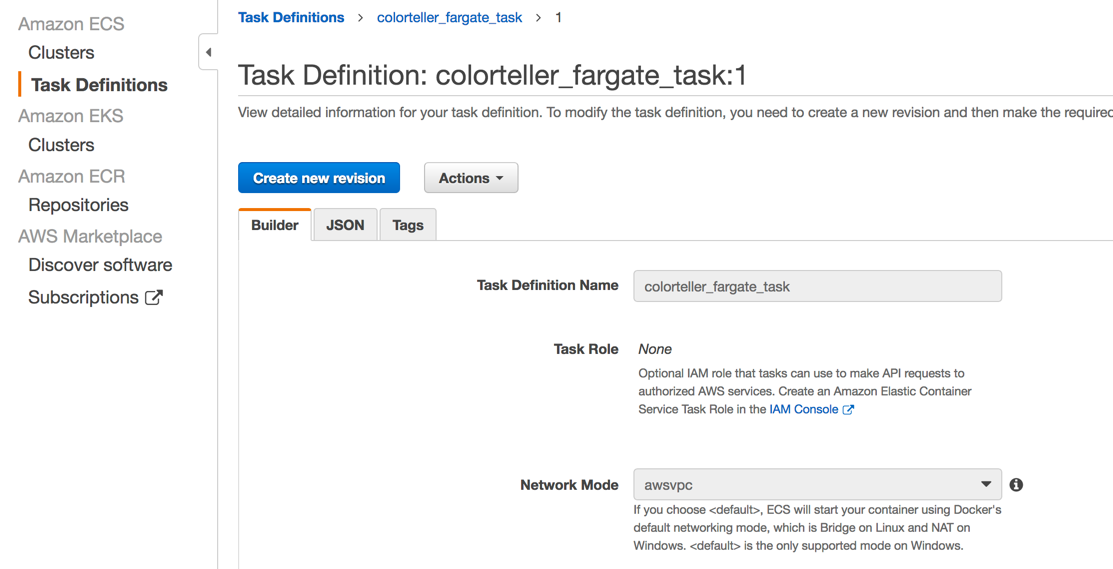 Amazon ECS
Clusters
Task Definitions
Amazon EKS
Clusters
Amazon ECR
Repositories
AWS Marketplace
Discover software
Subscriptions
Task Definitions > colorteller_fargate_task > 1
Task Definition: colorteller_fargate_task:1
View detailed information for your task definition. To modify the task definition, you need to create a new revision and then make the required
Create new revision Actions
Builder JSON Tags
Task Definition Name colorteller_fargate_task
Task Role None
Optional IAM role that tasks can use to make API requests to
authorized AWS services. Create an Amazon Elastic Container
Service Task Role in the IAM Console
Network Mode awsvpc
If you choose <default>, ECS will start your container using Docker's
default networking mode, which is Bridge on Linux and NAT on
Windows. <default> is the only supported mode on Windows.